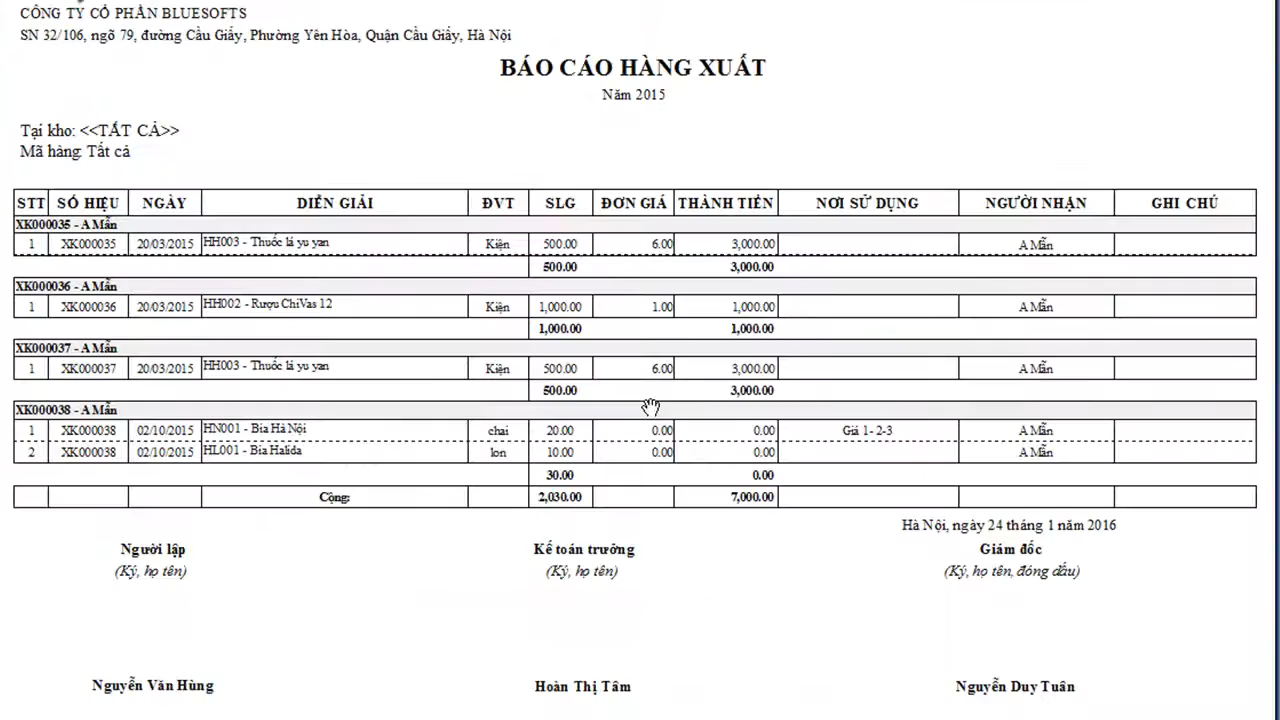 CÔNG TY CỔ PHẦN BLUESOFTS
SN 32/106, ngõ 79, đường Cầu Giấy, Phường Yên Hòa, Quận Cầu Giấy, Hà Nội
BÁO CÁO HÀNG XUẤT
Năm 2015
Tại kho: <<TẤT CẢ>>
Mã hàng: Tất cả
STT SỐ HIỆU NGÀY DIỄN GIẢI ĐVT SLG ĐƠN GIÁ THÀNH TIỀN NƠI SỬ DỤNG NGƯỜI NHẬN GHI CHÚ
XK000035 - A Mẫn
1 XK000035 20/03/2015 HH003 - Thuốc lá yu yan Kiện 500.00 6.00 3,000.00 A Mẫn
500.00 3,000.00
XK000036 - A Mẫn
1 XK000036 20/03/2015 HH002 - Rượu ChiVas 12 Kiện 1,000.00 1.00 1,000.00 A Mẫn
1,000.00 1,000.00
XK000037 - A Mẫn
1 XK000037 20/03/2015 HH003 - Thuốc lá yu yan Kiện 500.00 6.00 3,000.00 A Mẫn
500.00 3,000.00
XK000038 - A Mẫn
1 XK000038 02/10/2015 HN001 - Bia Hà Nội chai 20.00 0.00 0.00 Giá 1- 2-3 A Mẫn
2 XK000038 02/10/2015 HL001 - Bia Halida lon 10.00 0.00 0.00 A Mẫn
30.00 0.00
Cộng: 2,030.00 7,000.00
Hà Nội, ngày 24 tháng 1 năm 2016
Người lập Kế toán trưởng Giám đốc
(Ký, họ tên) (Ký, họ tên) (Ký, họ tên, đóng dấu)
Nguyễn Văn Hùng Hoàn Thị Tâm Nguyễn Duy Tuân